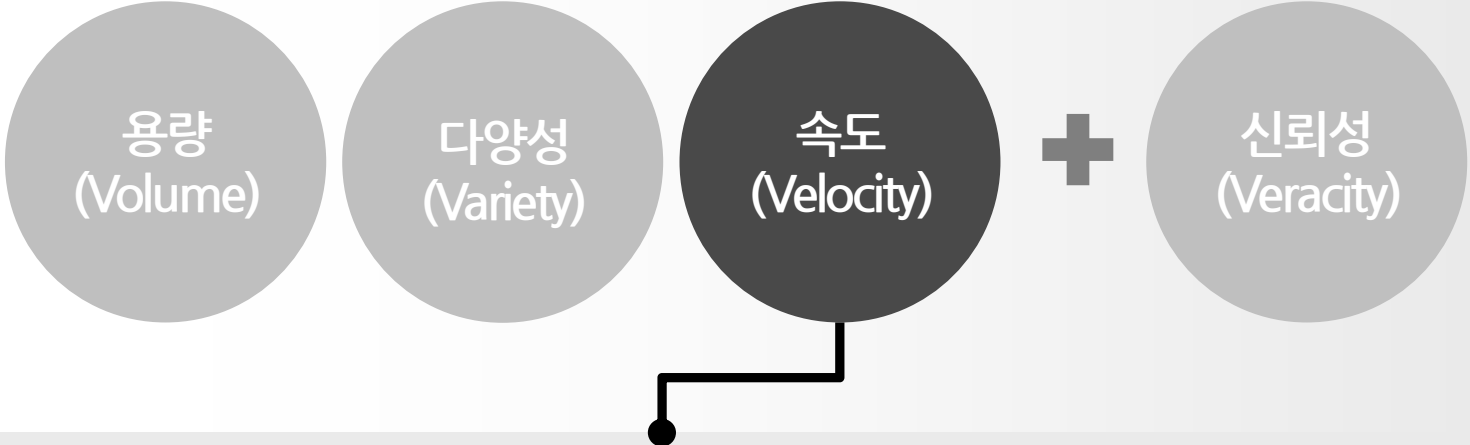 용량
(Volume)
다양성
(Variety)
속도
(Velocity)
신뢰성
(Veracity)